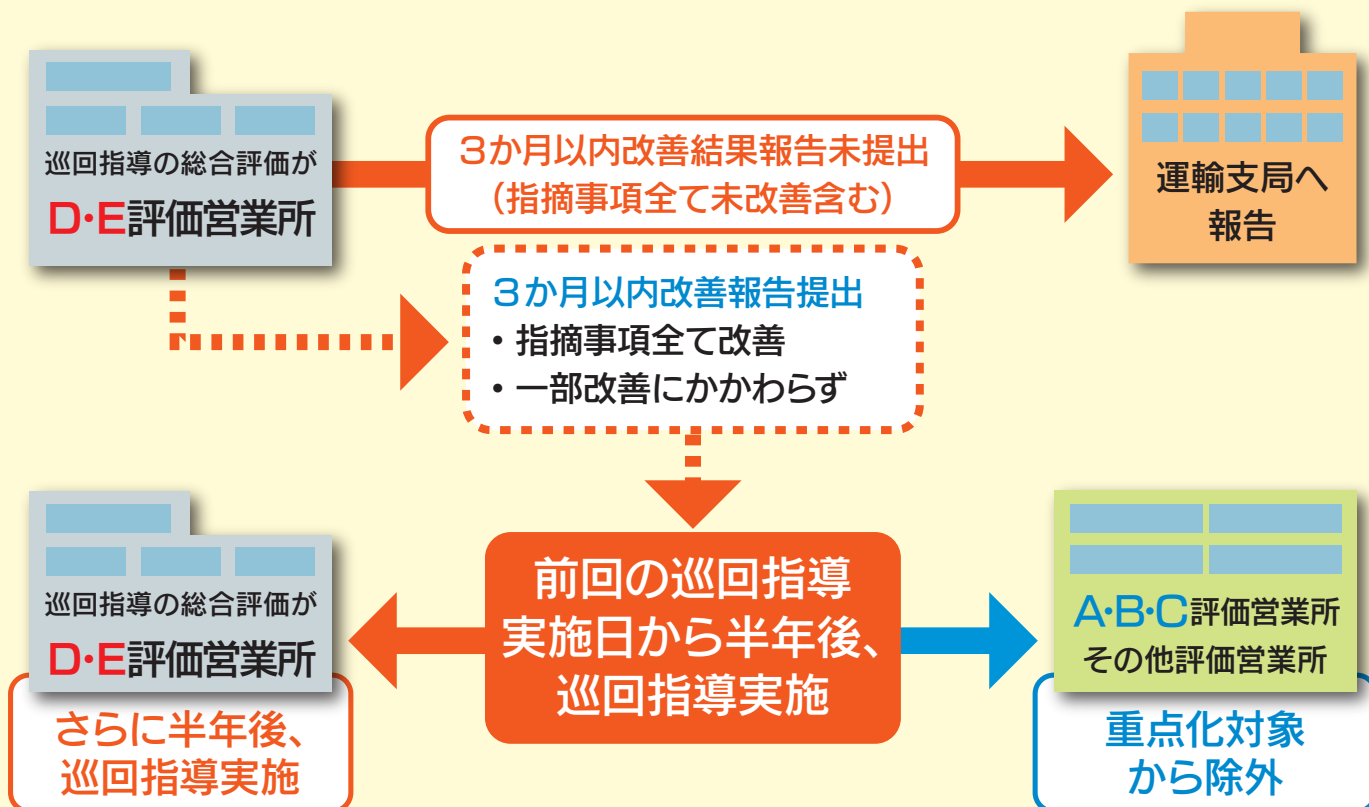 巡回指導の総合評価が
D・E評価営業所
3か月以内改善結果報告未提出
(指摘事項全て未改善含む)
運輸支局へ
報告
3か月以内改善報告提出
・指摘事項全て改善
・一部改善にかかわらず
前回の巡回指導
実施日から半年後、
巡回指導実施
巡回指導の総合評価が
D・E評価営業所
さらに半年後、
巡回指導実施
A・B・C評価営業所
その他評価営業所
重点化対象
から除外